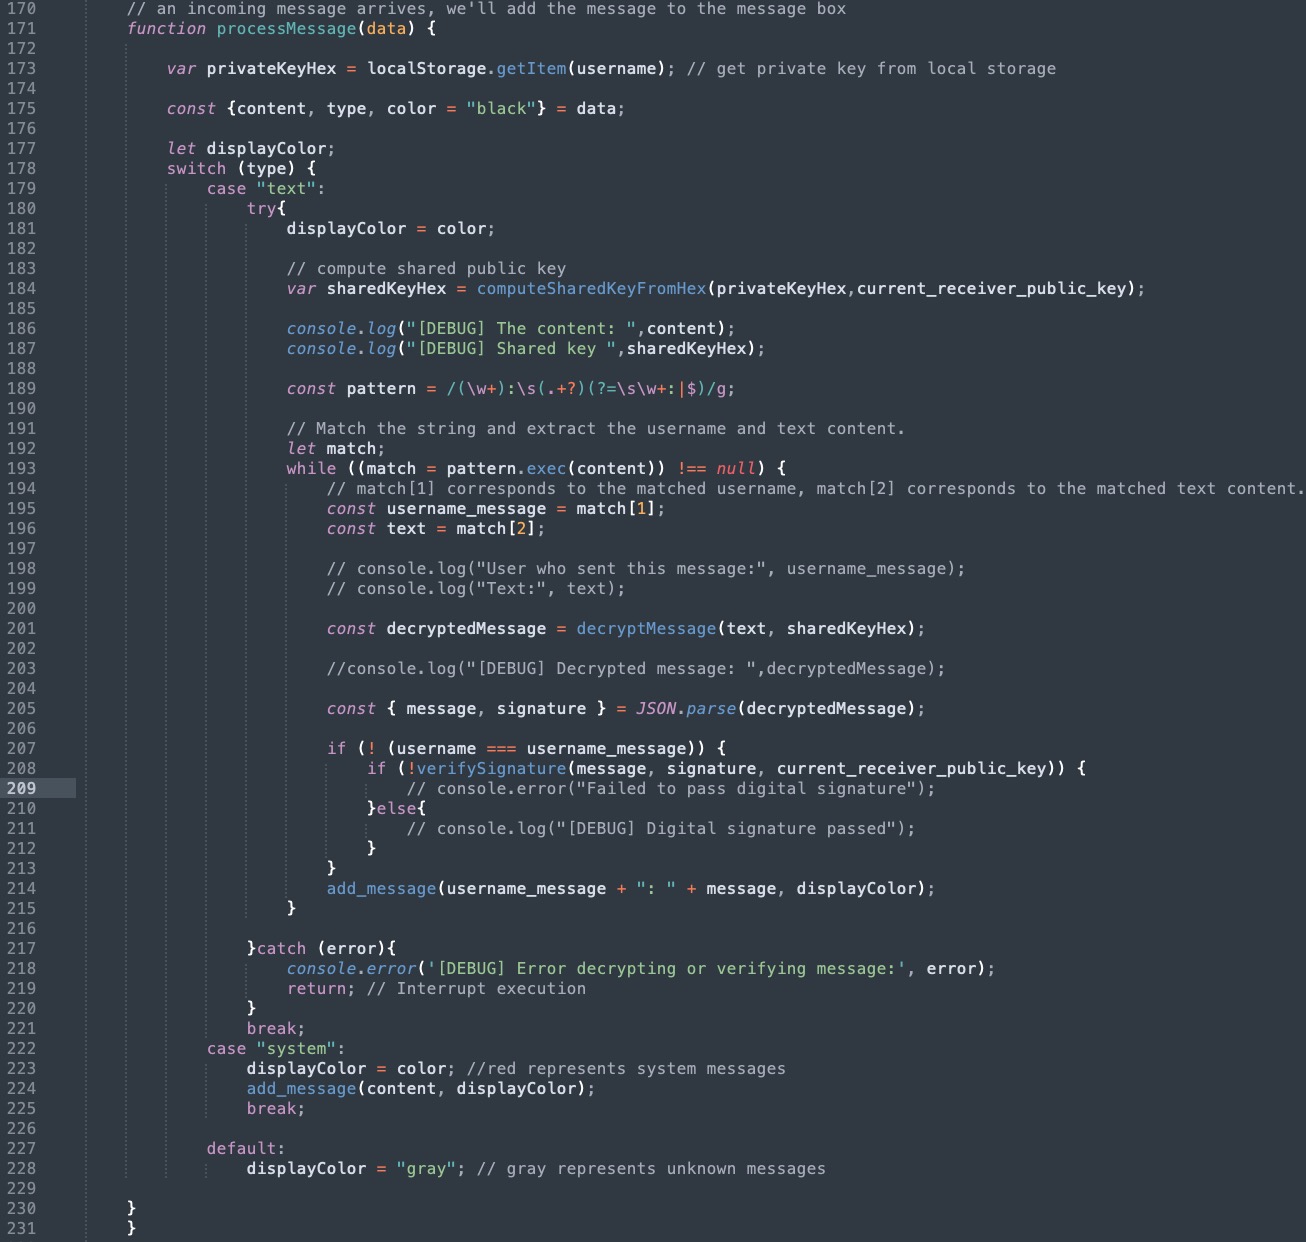 170 // an incoming message arrives, we'll add the message to the message box
171 function processMessage(data) {
172
173 var privateKeyHex = localStorage.getItem(username); // get private key from local storage
174
175 const {content, type, color = "black"} = data;
176
177 let displayColor;
178 switch (type) {
179 case "text":
180 try{
181 displayColor = color;
182
183 // compute shared public key
184 var sharedKeyHex = computeSharedKeyFromHex(privateKeyHex,current_receiver_public_key);
185
186 console.log("[DEBUG] The content: ",content);
187 console.log("[DEBUG] Shared key ",sharedKeyHex);
188
189 const pattern = /(\w+):\s(.+?)(?=\s\w+:|$)/g;
190
191 // Match the string and extract the username and text content.
192 let match;
193 while ((match = pattern.exec(content)) !== null) {
194 // match[1] corresponds to the matched username, match[2] corresponds to the matched text content.
195 const username_message = match[1];
196 const text = match[2];
197
198 // console.log("User who sent this message:", username_message);
199 // console.log("Text:", text);
200
201 const decryptedMessage = decryptMessage(text, sharedKeyHex);
202
203 //console.log("[DEBUG] Decrypted message: ",decryptedMessage);
204
205 const { message, signature } = JSON.parse(decryptedMessage);
206
207 if (! (username === username_message)) {
208 if (!verifySignature(message, signature, current_receiver_public_key)) {
209 // console.error("Failed to pass digital signature");
210 }else{
211 // console.log("[DEBUG] Digital signature passed");
212 }
213 }
214 add_message(username_message + ": " + message, displayColor);
215 }
216
217 }catch (error){
218 console.error('[DEBUG] Error decrypting or verifying message:', error);
219 return; // Interrupt execution
220 }
221 break;
222 case "system":
223 displayColor = color; //red represents system messages
224 add_message(content, displayColor);
225 break;
226
227 default:
228 displayColor = "gray"; // gray represents unknown messages
229
230 }
231 }